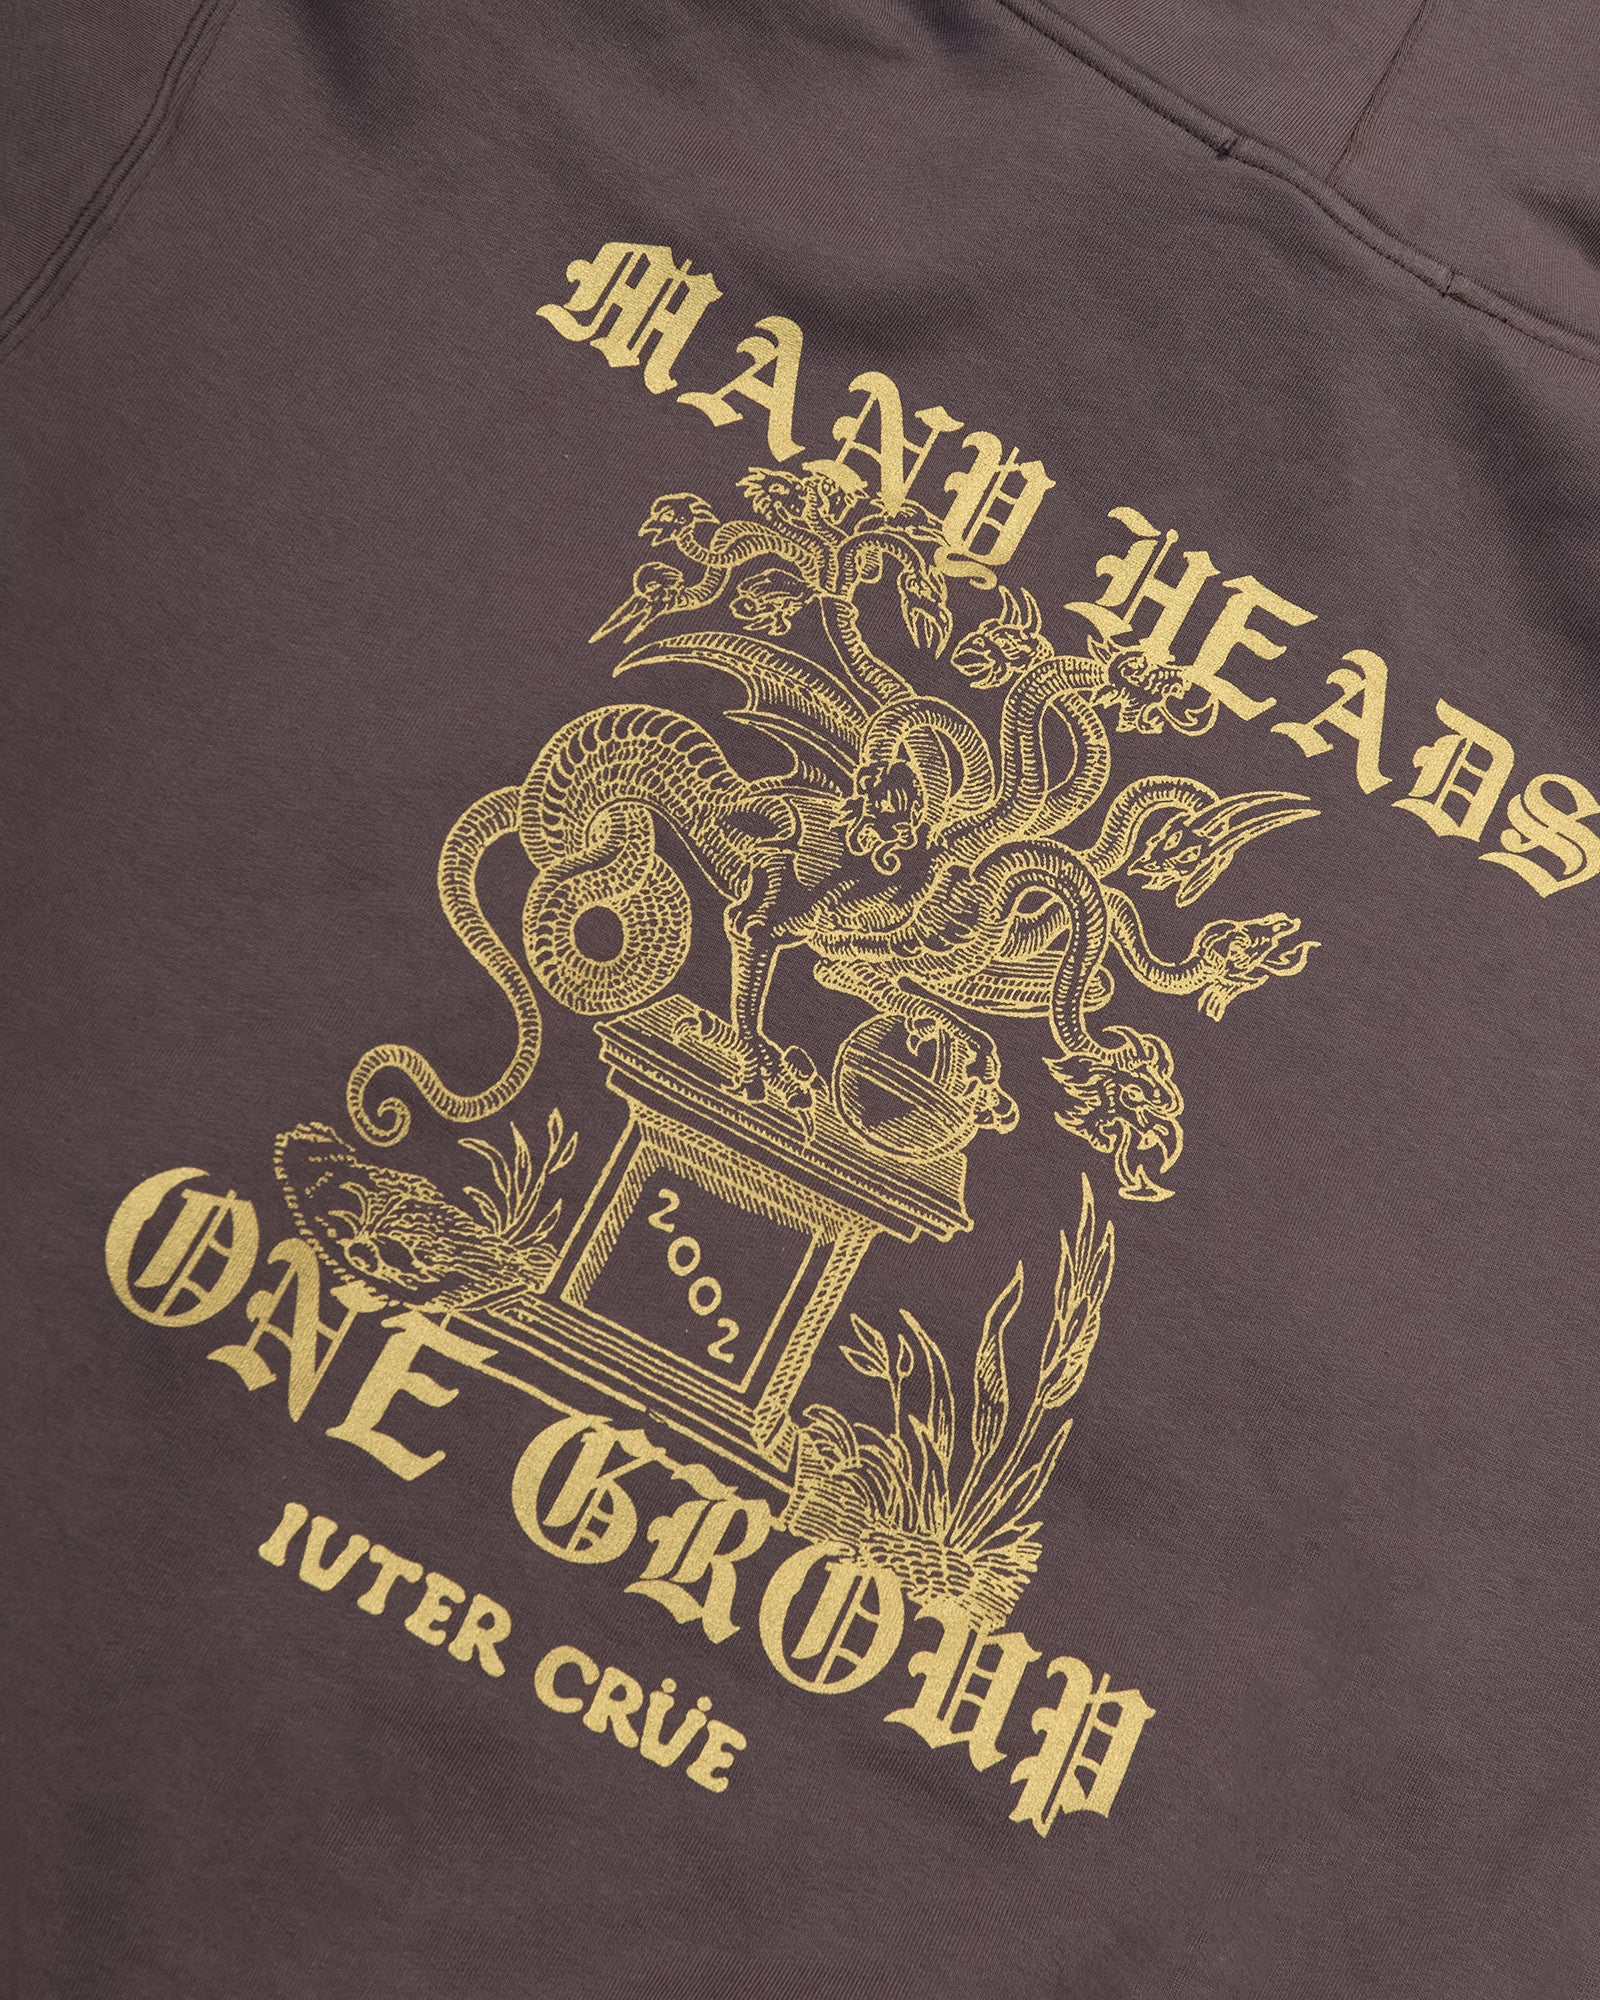 MANY HEADS
2002
ONE GROUP
IUTER CRÜE